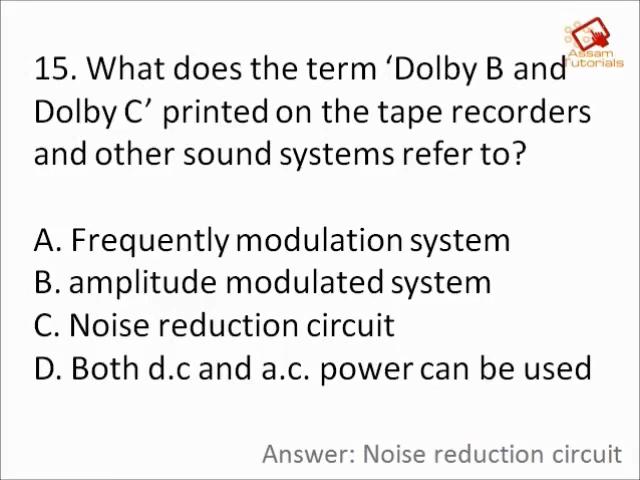 Assam
Tutorials
15. What does the term ‘Dolby B and
Dolby C’ printed on the tape recorders
and other sound systems refer to?
A. Frequently modulation system
B. amplitude modulated system
C. Noise reduction circuit
D. Both d.c and a.c. power can be used
Answer: Noise reduction circuit